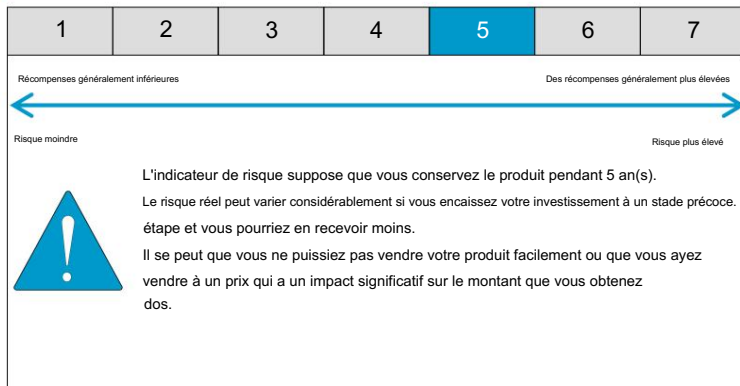 1 2 3 4 5 6 7
Récompenses généralement inférieures Des récompenses généralement plus élevées
Risque moindre Risque plus élevé
L'indicateur de risque suppose que vous conservez le produit pendant 5 an(s).
Le risque réel peut varier considérablement si vous encaissez votre investissement à un stade précoce.
étape et vous pourriez en recevoir moins.
Il se peut que vous ne puissiez pas vendre votre produit facilement ou que vous ayez
vendre à un prix qui a un impact significatif sur le montant que vous obtenez
dos.